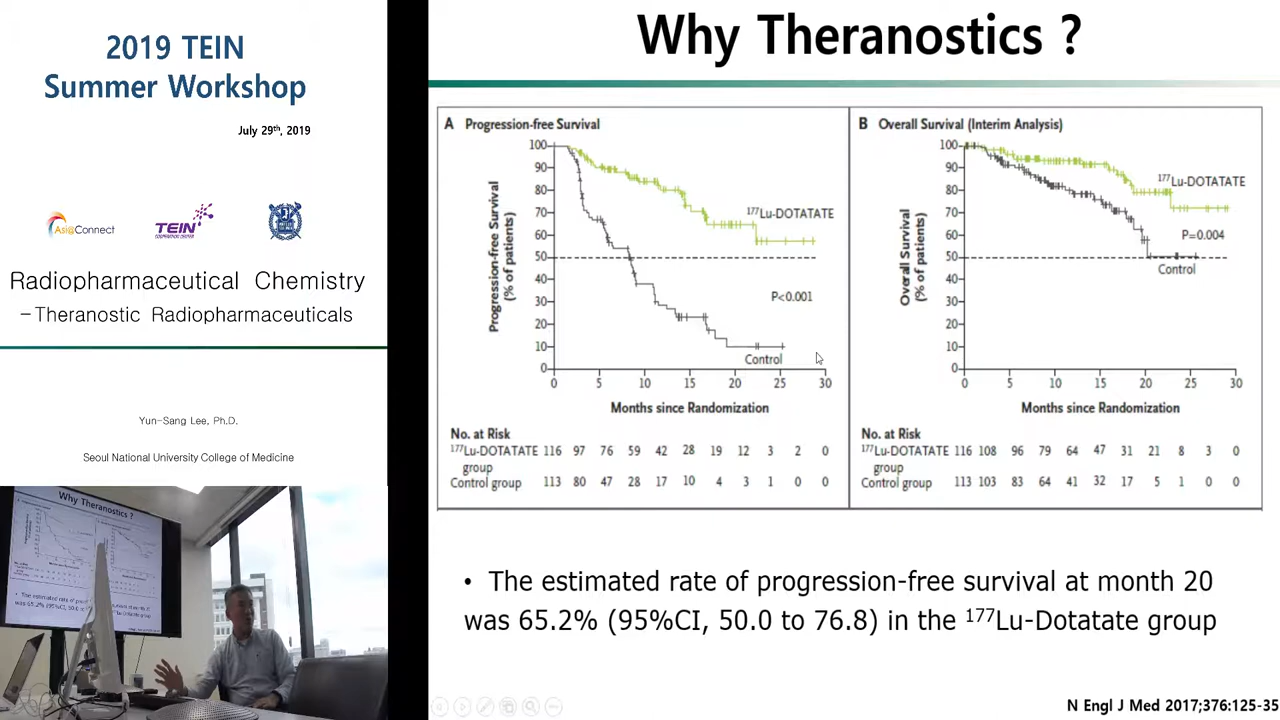 2019 TEIN
Summer Workshop
July 29th, 2019
Asi@Connect
TEIN
COOPERATION CENTER
Radiopharmaceutical Chemistry
-Theranostic Radiopharmaceuticals
Yun-Sang Lee, Ph.D.
Seoul National University College of Medicine
Why Theranostics ?
Why Theranostics ?
A Progression-free Survival
Progression-free Survival
(% of patients)
100
90
80
70
60
50
40
30
20
10
0
177Lu-DOTATATE
P<0.001
Control
0 5 10 15 20 25 30
Months since Randomization
No. at Risk
177Lu-DOTATATE group 116 97 76 59 42 28 19 12 3 2 0
Control group 113 80 47 28 17 10 4 3 1 0 0
B Overall Survival (Interim Analysis)
Overall Survival
(% of patients)
100
90
80
70
60
50
40
30
20
10
0
177Lu-DOTATATE
P=0.004
Control
0 5 10 15 20 25 30
Months since Randomization
No. at Risk
177Lu-DOTATATE group 116 108 96 79 64 47 31 21 8 3 0
Control group 113 103 83 64 41 32 17 5 1 0 0
• The estimated rate of progression-free survival at month 20
was 65.2% (95%CI, 50.0 to 76.8) in the 177Lu-Dotatate group
N Engl J Med 2017;376:125-35